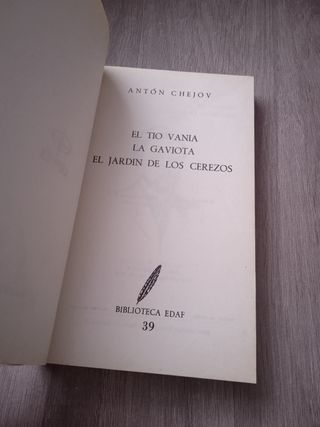 ANTÓN CHEJOV
EL TIO VANIA
LA GAVIOTA
EL JARDIN DE LOS CEREZOS
BIBLIOTECA EDAF
39